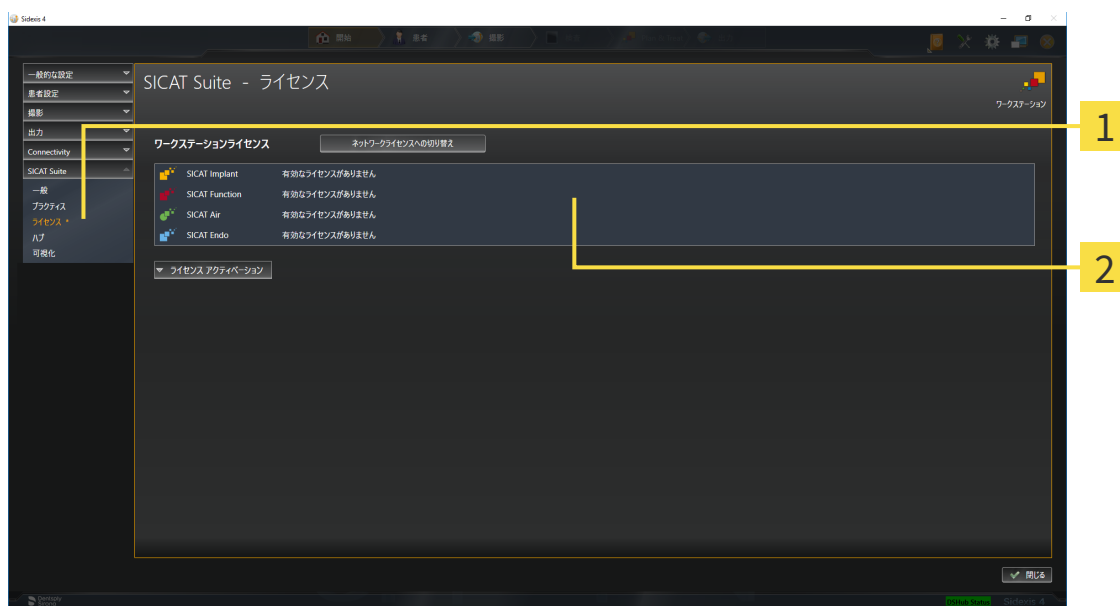 Sidexis 4
開始
患者
撮影
一般的な設定
患者設定
撮影
出力
Connectivity
SICAT Suite
一般
プラクティス
ライセンス *
ハブ
可視化
SICAT Suite - ライセンス
ワークステーション
ワークステーションライセンス
ネットワークライセンスへの切り替え
SICAT Implant 有効なライセンスがありません
SICAT Function 有効なライセンスがありません
SICAT Air 有効なライセンスがありません
SICAT Endo 有効なライセンスがありません
ライセンス アクティベーション
1
2
閉じる
Dentsply
Sirona
DSHub Status
Sidexis 4